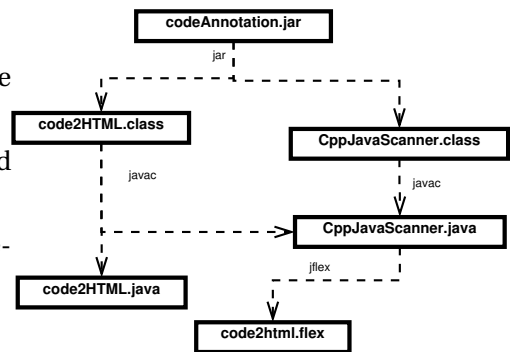 codeAnnotation.jar
jar
e
code2HTML.class
CppJavaScanner.class
d
javac
javac
CppJavaScanner.java
-
jflex
code2HTML.java
code2html.flex